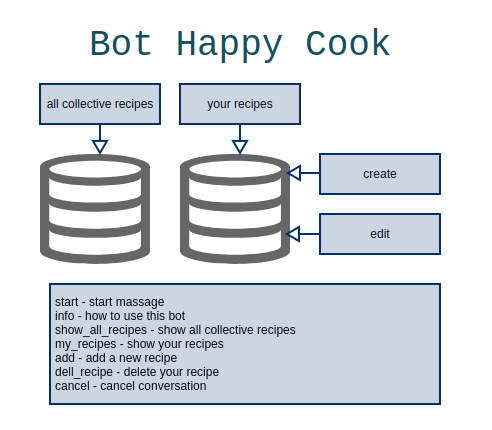 Bot Happy Cook
all collective recipes
your recipes
create
edit
start - start massage
info - how to use this bot
show_all_recipes - show all collective recipes
my_recipes - show your recipes
add - add a new recipe
dell_recipe - delete your recipe
cancel - cancel conversation